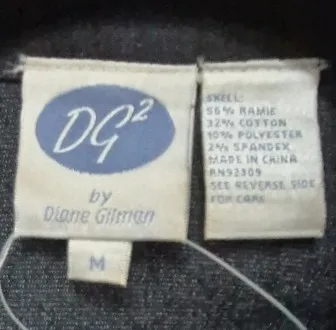 DG²
by
Diane Gilman
M
SHELL:
56% RAMIE
32% COTTON
10% POLYESTER
2% SPANDEX
MADE IN CHINA
RN92309
SEE REVERSE SIDE
FOR CARE